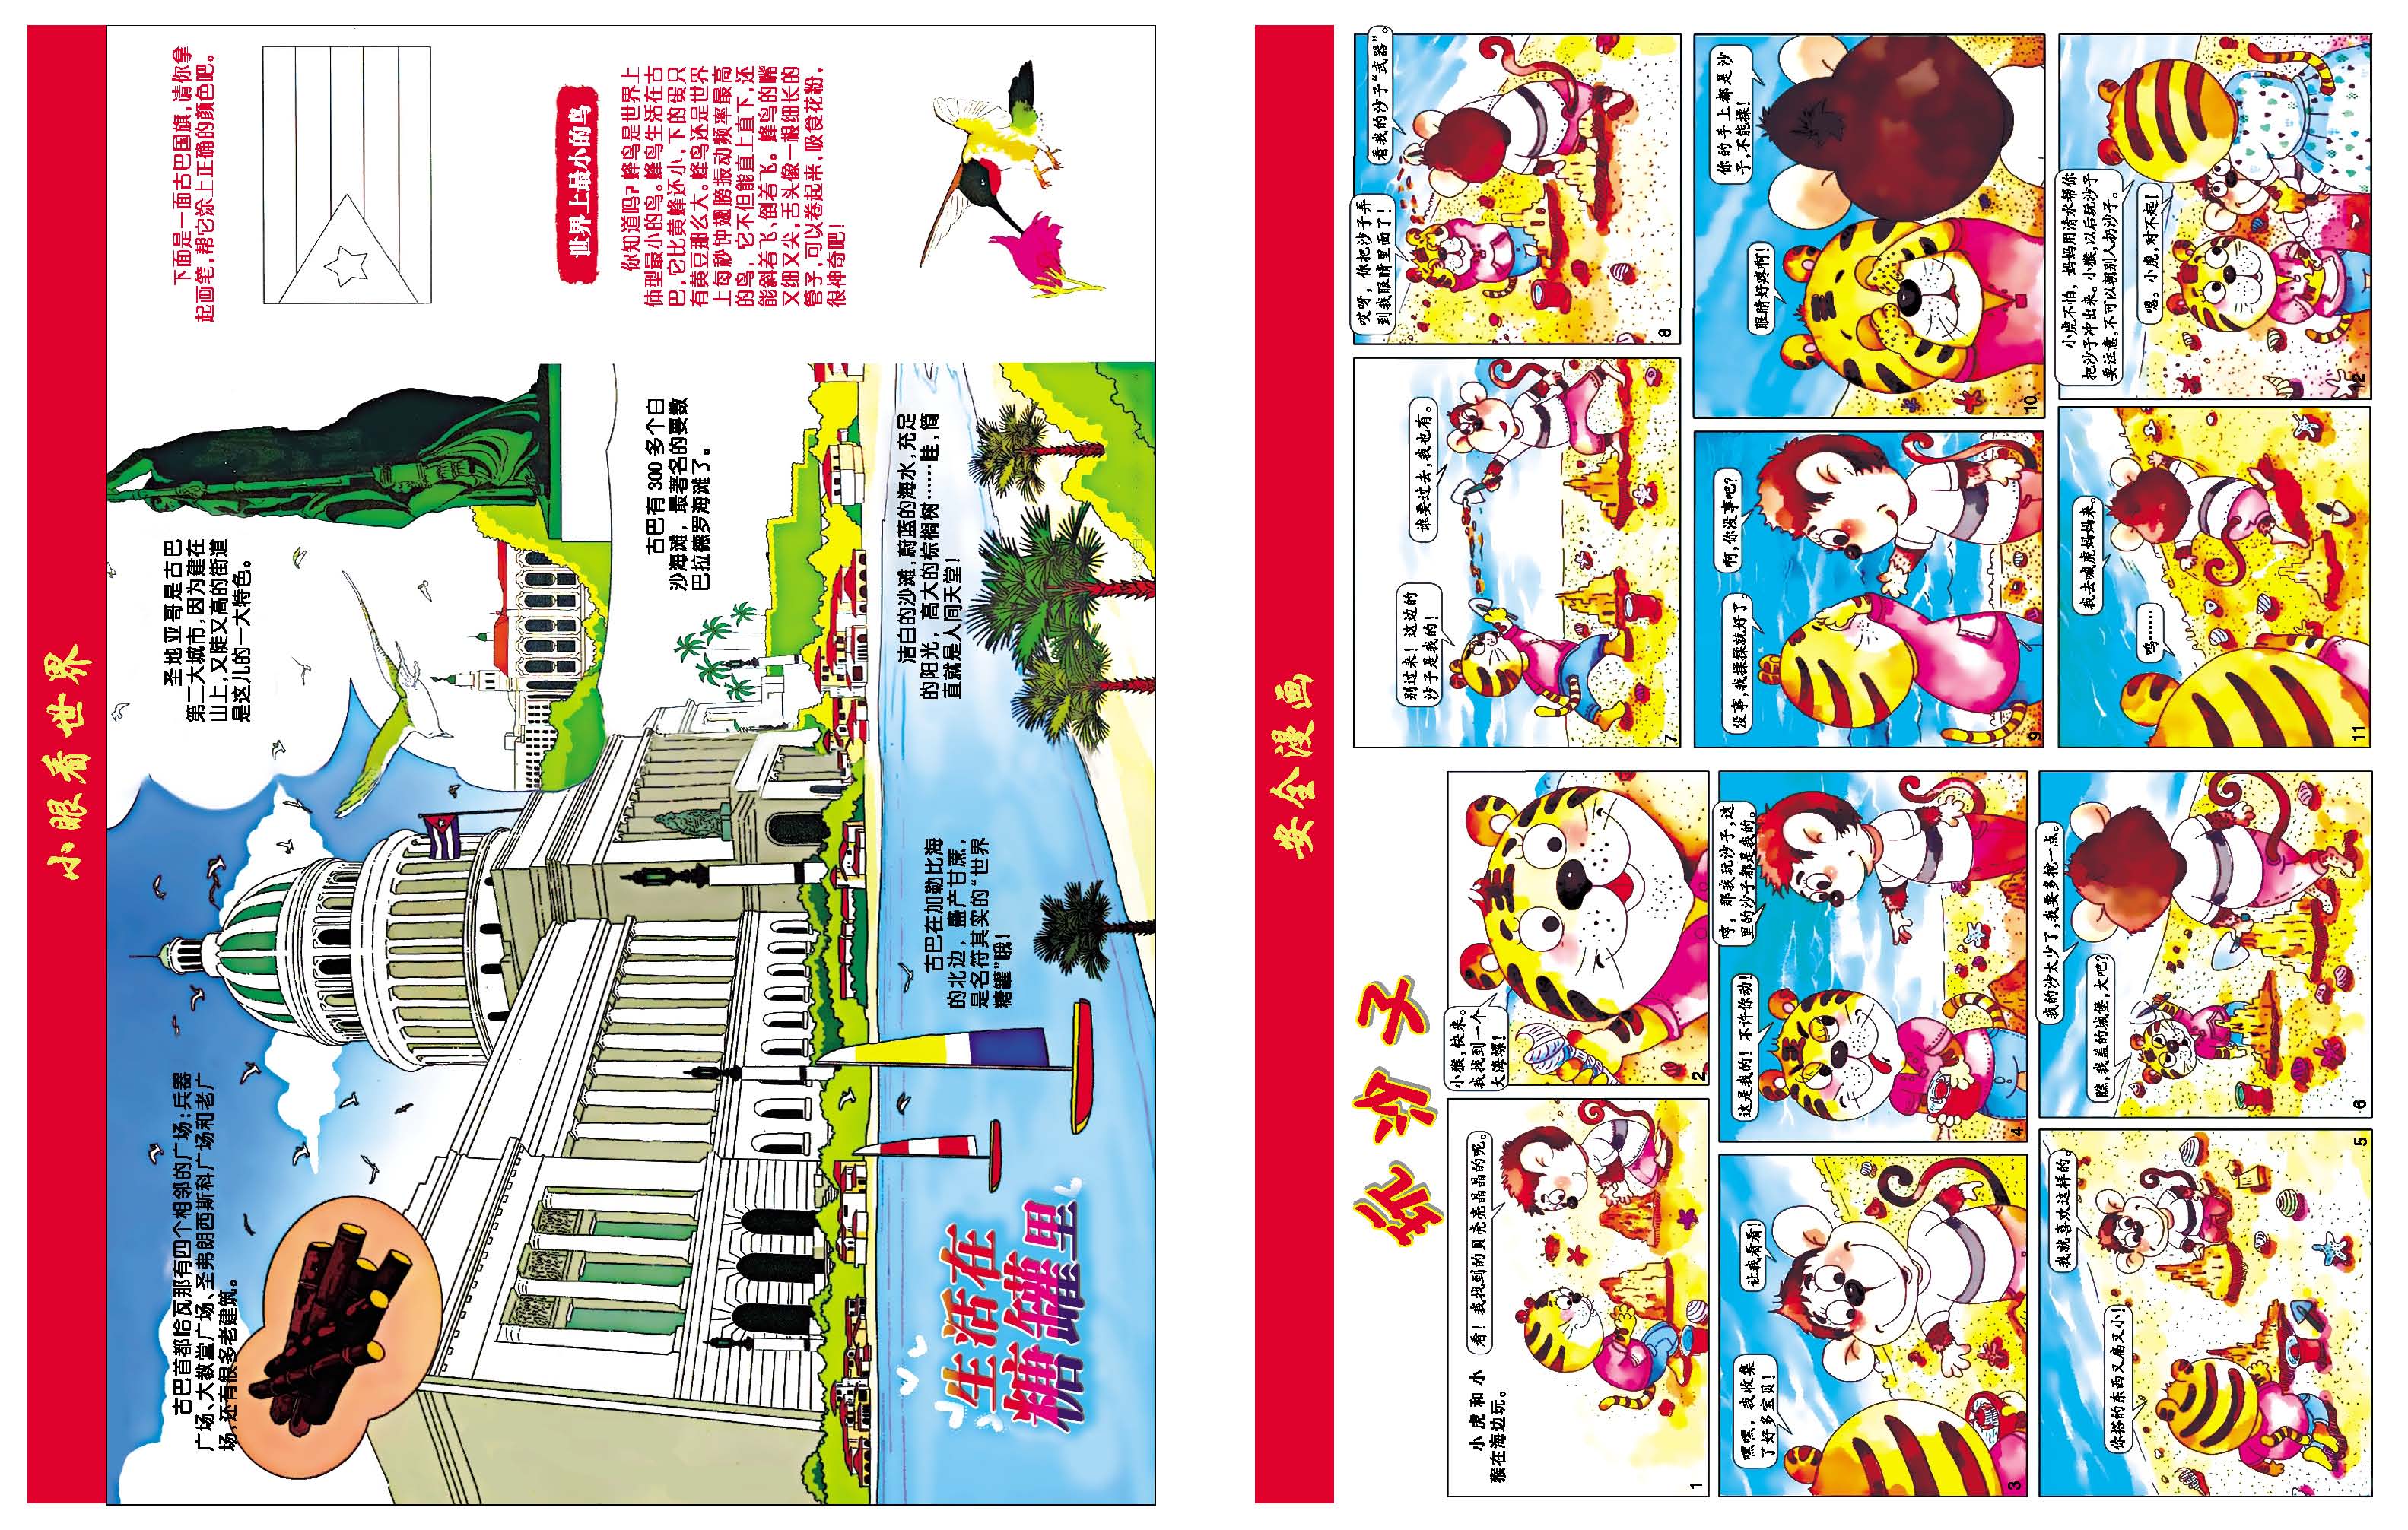 小眼看世界
古巴首都哈瓦那有四个相邻的广场:兵器
广场、大教堂广场、圣弗朗西斯科广场和老广
场,还有很多老建筑。
圣地亚哥是古巴
第二大城市,因为建在
山上,又陡又高的街道
是这儿的一大特色。
下面是一面古巴国旗,请你拿
起画笔,帮它涂上正确的颜色吧。
世界上最小的鸟
你知道吗?蜂鸟是世界上
体型最小的鸟。蜂鸟生活在古
巴,它比黄蜂还小,下的蛋只
有黄豆那么大。蜂鸟还是世界
上每秒钟翅膀振动频率最高
的鸟,它不但能直上直下,还
能斜着飞、倒着飞。蜂鸟的嘴
又细又尖,舌头像一根细长的
管子,可以卷起来,吸食花粉,
很神奇吧!
古巴有300多个白
沙海滩,最著名的要数
巴拉德罗海滩了。
洁白的沙滩,蔚蓝的海水,充足
的阳光,高大的棕榈树……哇,简
直就是人间天堂!
古巴在加勒比海
的北边,盛产甘蔗,
是名符其实的“世界
糖罐”哦!
生活在
糖罐里
安全漫画
玩沙子
小虎和小
猴在海边玩。
看!我找到的贝壳亮晶晶的呢。
1
小猴,快来。
我找到一个
大海螺!
2
嘿嘿,我收集
了好多宝贝!
让我看看!
3
这是我的!不许你动!
哼,那我玩沙子,这
里的沙子都是我的。
4
你搭的东西又扁又小!
我就喜欢这样的。
5
瞧,我盖的城堡,大吧?
我的沙太少了,我要多挖一点。
6
别过来!这边的
沙子是我的!
谁要过去,我也有。
7
哎呀,你把沙子弄
到我眼睛里面了!
看我的沙子“武器”。
8
没事,我揉揉就好了。
啊,你没事吧?
9
眼睛好疼啊!
你的手上都是沙
子,不能揉!
10
呜……
我去喊虎妈妈来。
11
小虎不怕,妈妈用清水帮你
把沙子冲出来。小猴,以后玩沙子
要注意,不可以朝别人扔沙子。
嗯。小虎,对不起!
12